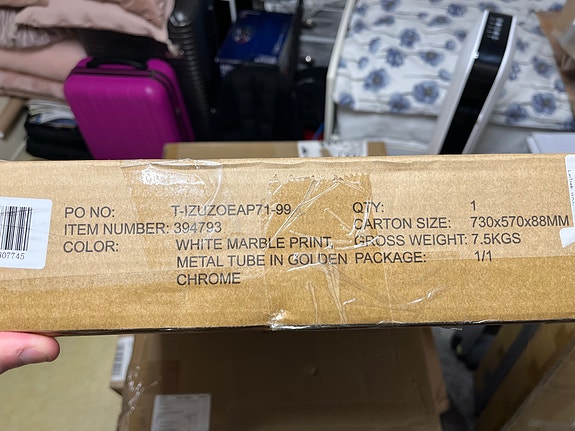 PO NO: T-IZUZOEAP71-99 QTY: 1
ITEM NUMBER: 394793 CARTON SIZE: 730x570x88MM
COLOR: WHITE MARBLE PRINT, GROSS WEIGHT: 7.5KGS
METAL TUBE IN GOLDEN PACKAGE: 1/1
CHROME
07745